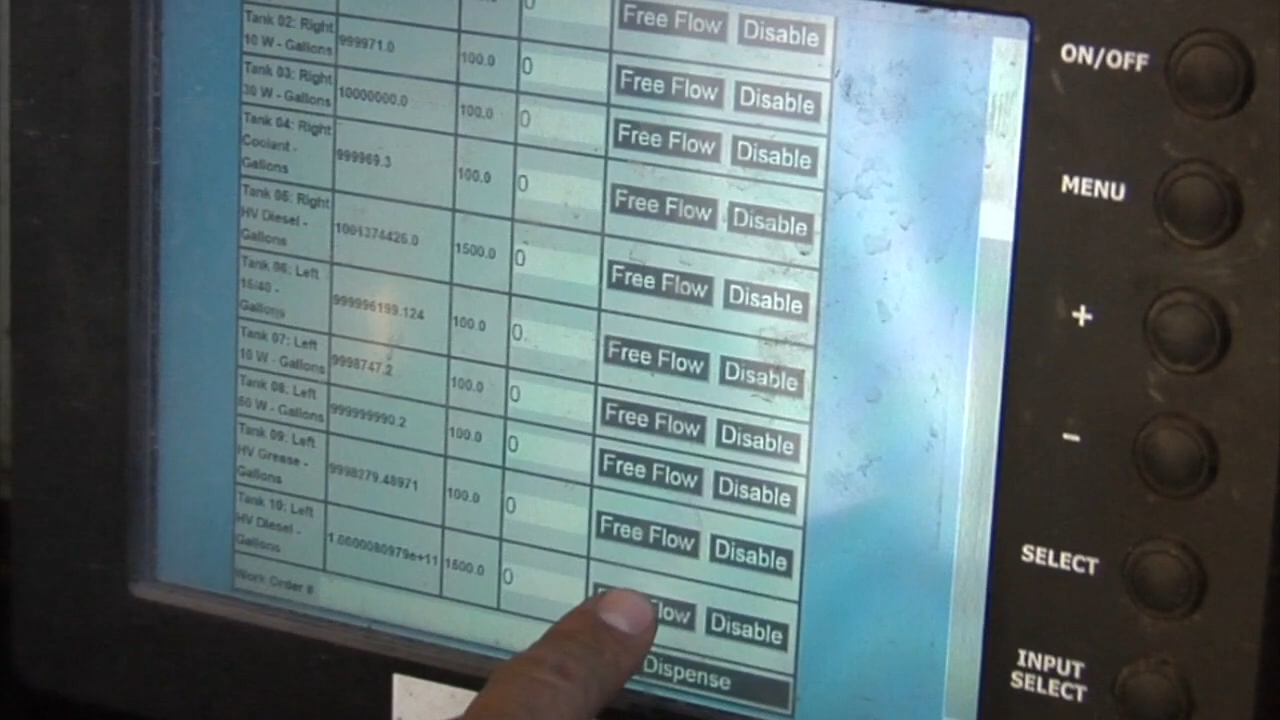 0
Free Flow Disable
Tank 02: Right
10 W - Gallons
999971.0
100.0
0
Free Flow Disable
Tank 03: Right
30 W - Gallons
10000000.0
100.0
0
Free Flow Disable
Tank 04: Right
Coolant -
Gallons
999969.3
100.0
0
Free Flow Disable
Tank 05: Right
HV Diesel -
Gallons
1001374426.0
1500.0
0
Free Flow Disable
Tank 06: Left
15/40 -
Gallons
999996199.124
100.0
0
Free Flow Disable
Tank 07: Left
10 W - Gallons
9998747.2
100.0
0
Free Flow Disable
Tank 08: Left
50 W - Gallons
999999990.2
100.0
0
Free Flow Disable
Tank 09: Left
HV Grease -
Gallons
9998279.48971
100.0
0
Free Flow Disable
Tank 10: Left
HV Diesel -
Gallons
1500.0
0
Flow Disable
Work Order #
Dispense
ON/OFF
MENU
+
-
SELECT
INPUT
SELECT